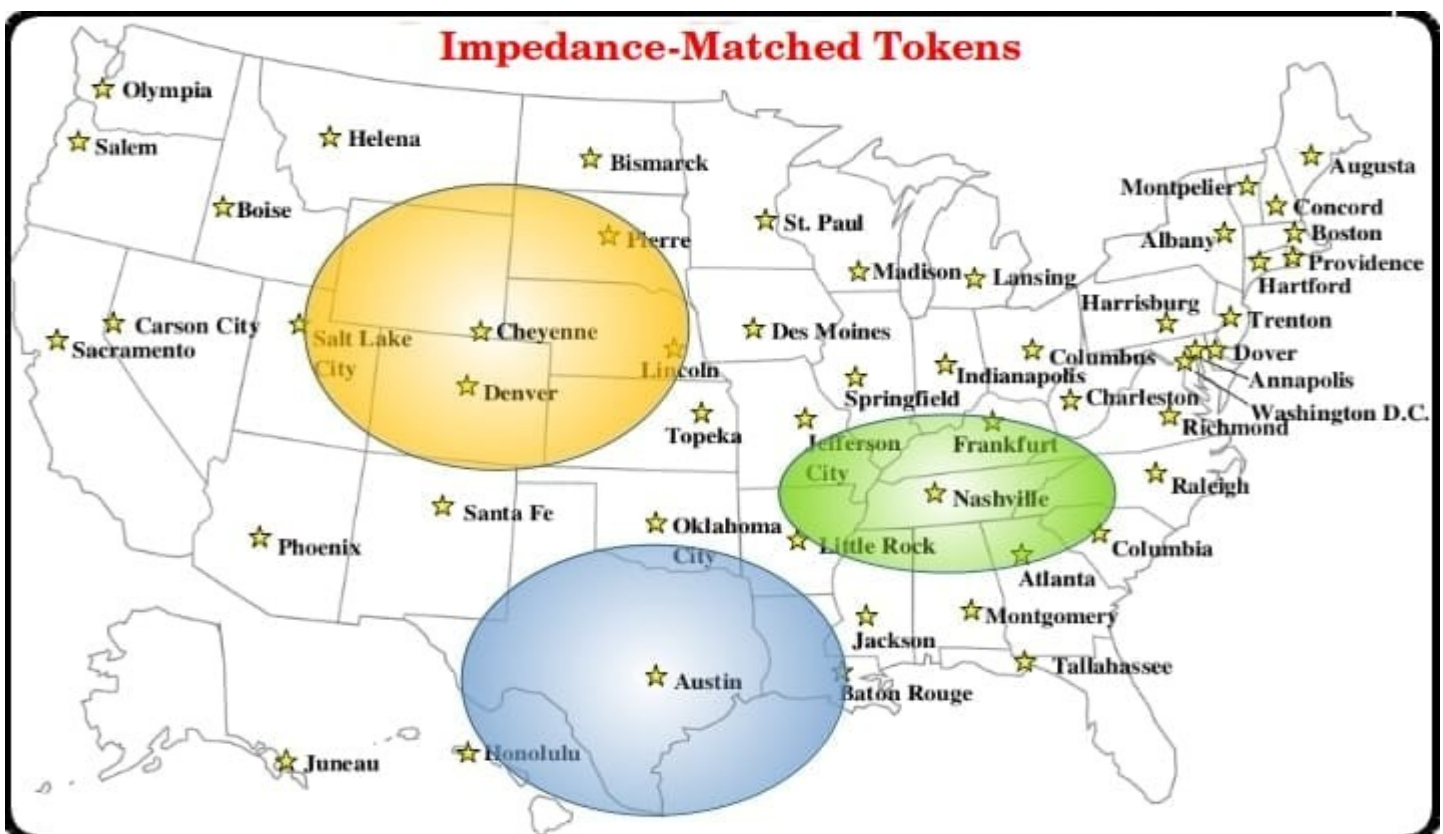 Impedance-Matched Tokens
Olympia
Helena
Salem
Bismarck
Augusta
Montpelier
Boise
Concord
St. Paul
Boston
Pierre
Albany
Providence
Madison
Lansing
Hartford
Harrisburg
Carson City
Trenton
Cheyenne
Des Moines
Salt Lake
City
Sacramento
Columbus
Dover
Lincoln
Indianapolis
Annapolis
Denver
Springfield
Charleston
Washington D.C.
Topeka
Richmond
Jefferson
City
Frankfurt
Raleigh
Nashville
Santa Fe
Oklahoma
City
Phoenix
Little Rock
Columbia
Atlanta
Montgomery
Jackson
Tallahassee
Austin
Baton Rouge
Honolulu
Juneau